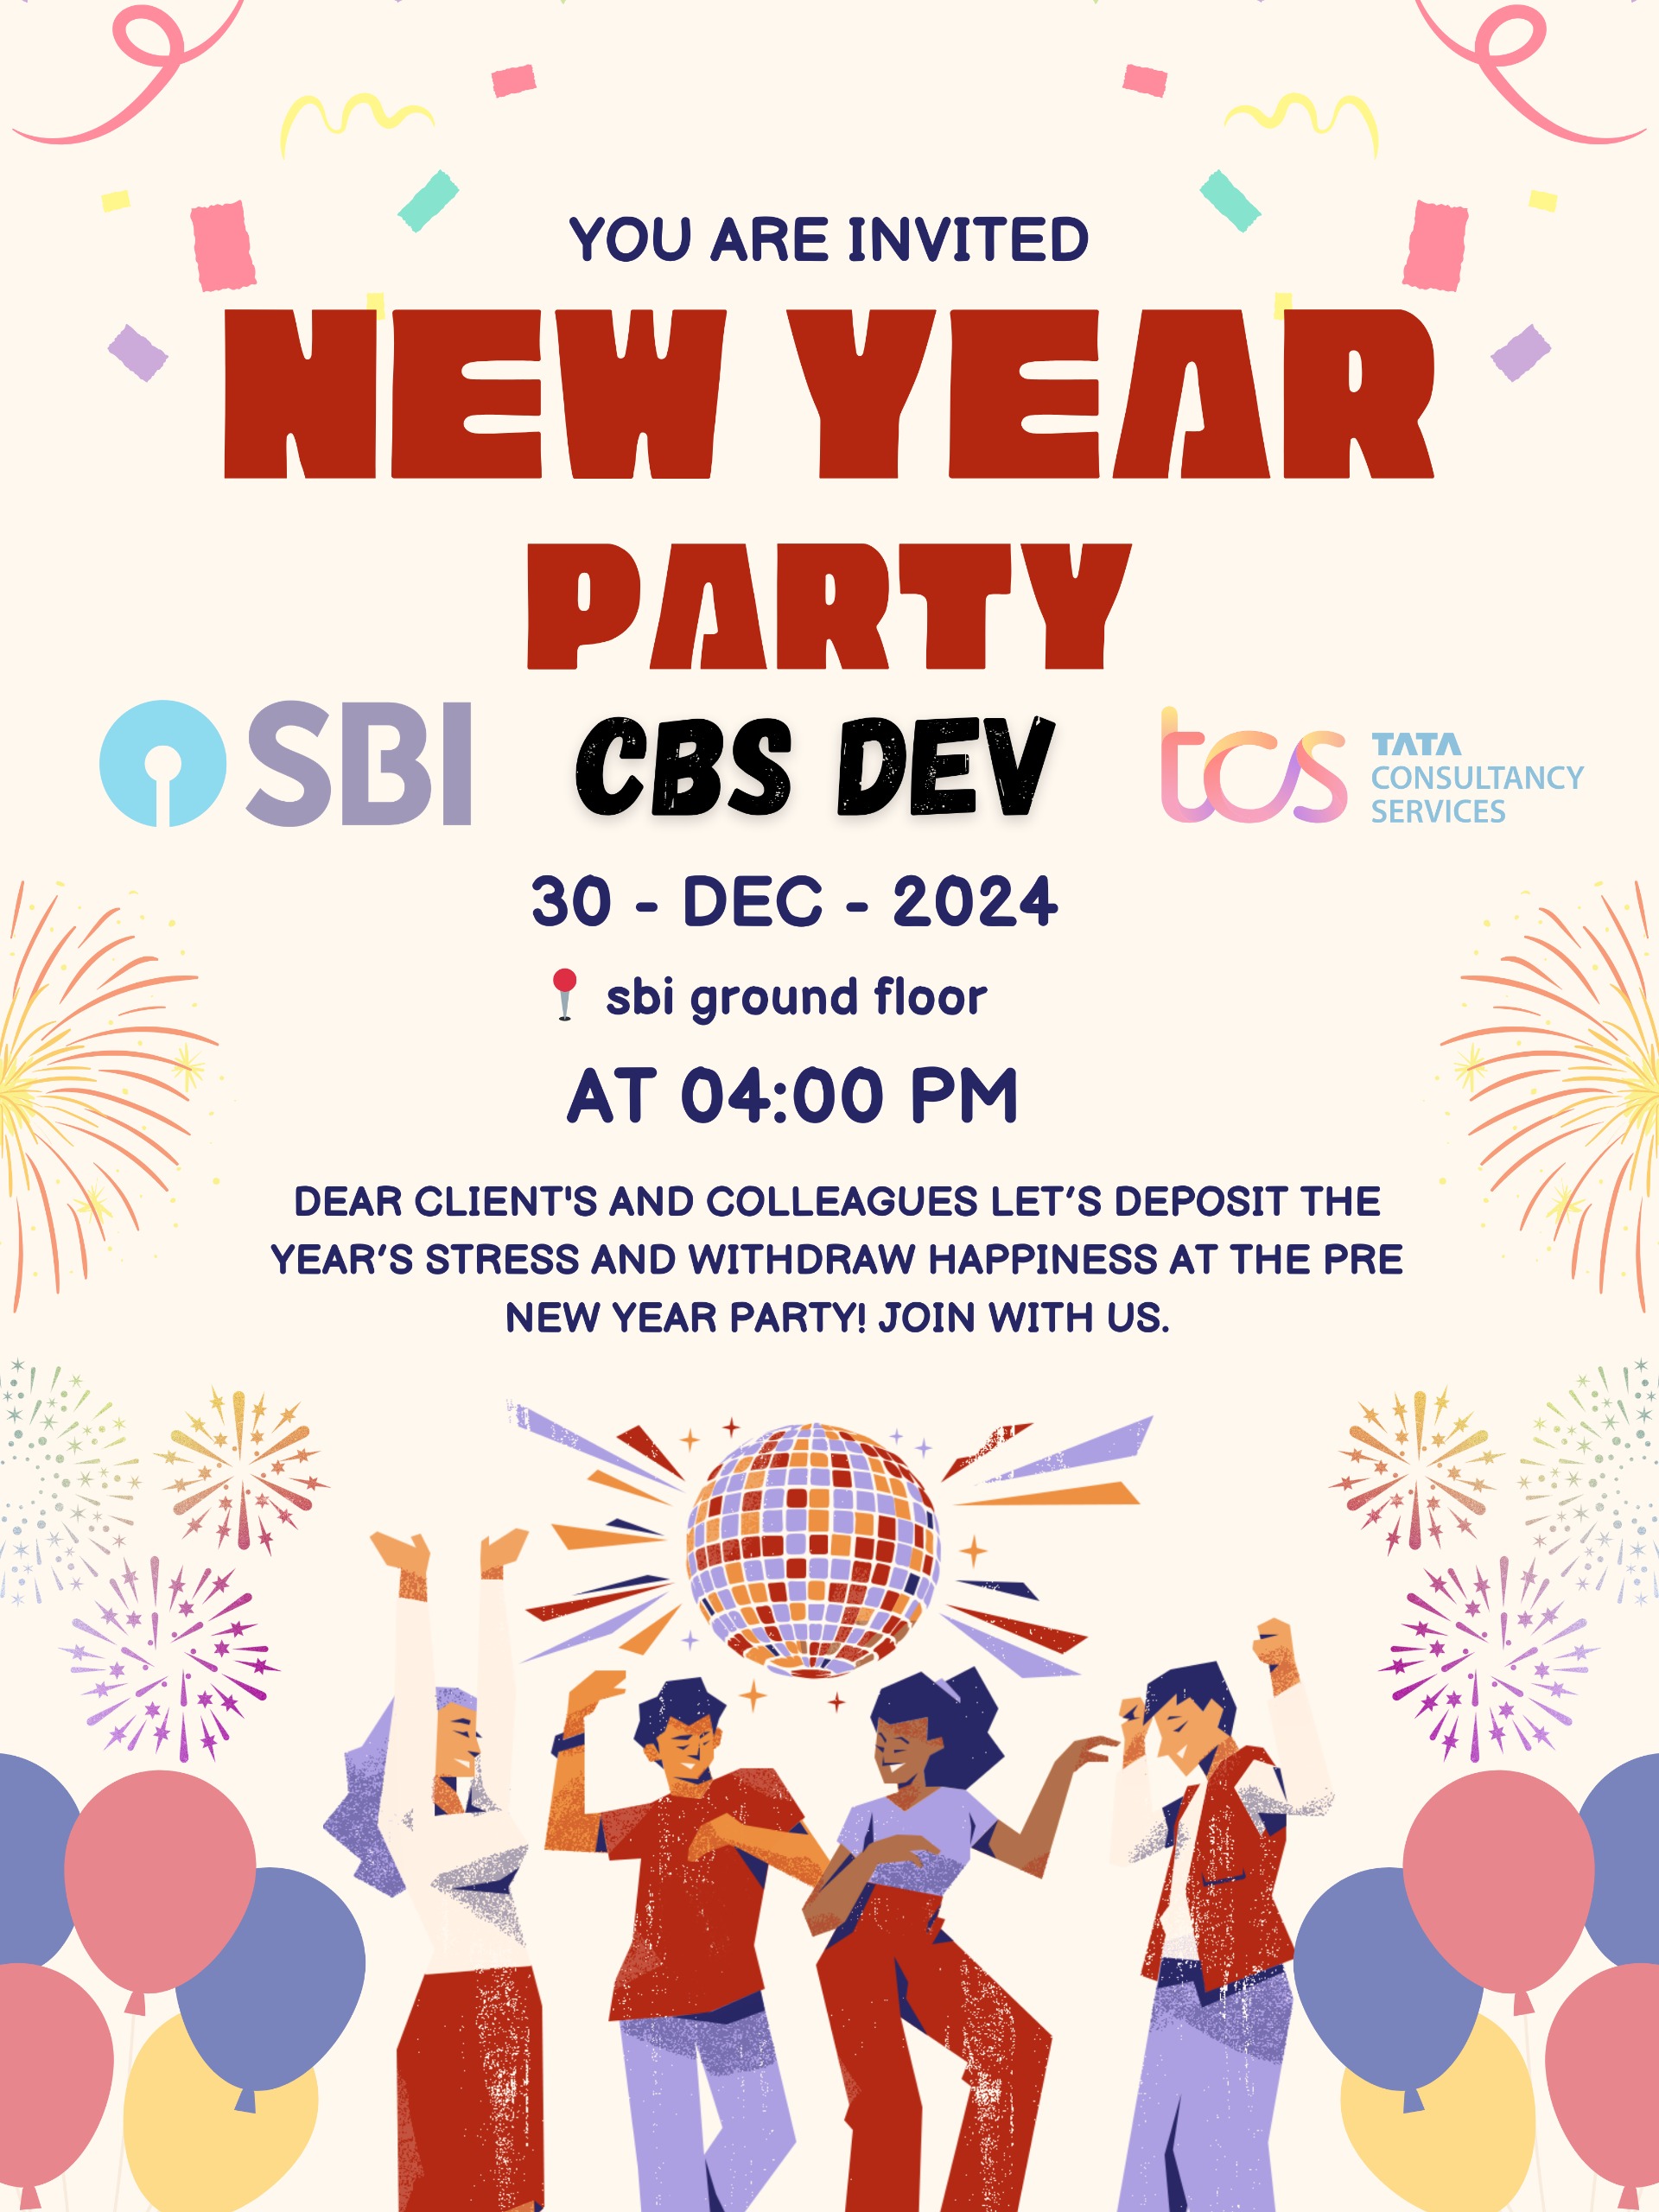 YOU ARE INVITED
NEW YEAR
PARTY
SBI
CBS DEV
tcs
TATA
CONSULTANCY
SERVICES
30 - DEC - 2024
📍 sbi ground floor
AT 04:00 PM
DEAR CLIENT'S AND COLLEAGUES LET’S DEPOSIT THE
YEAR’S STRESS AND WITHDRAW HAPPINESS AT THE PRE
NEW YEAR PARTY! JOIN WITH US.